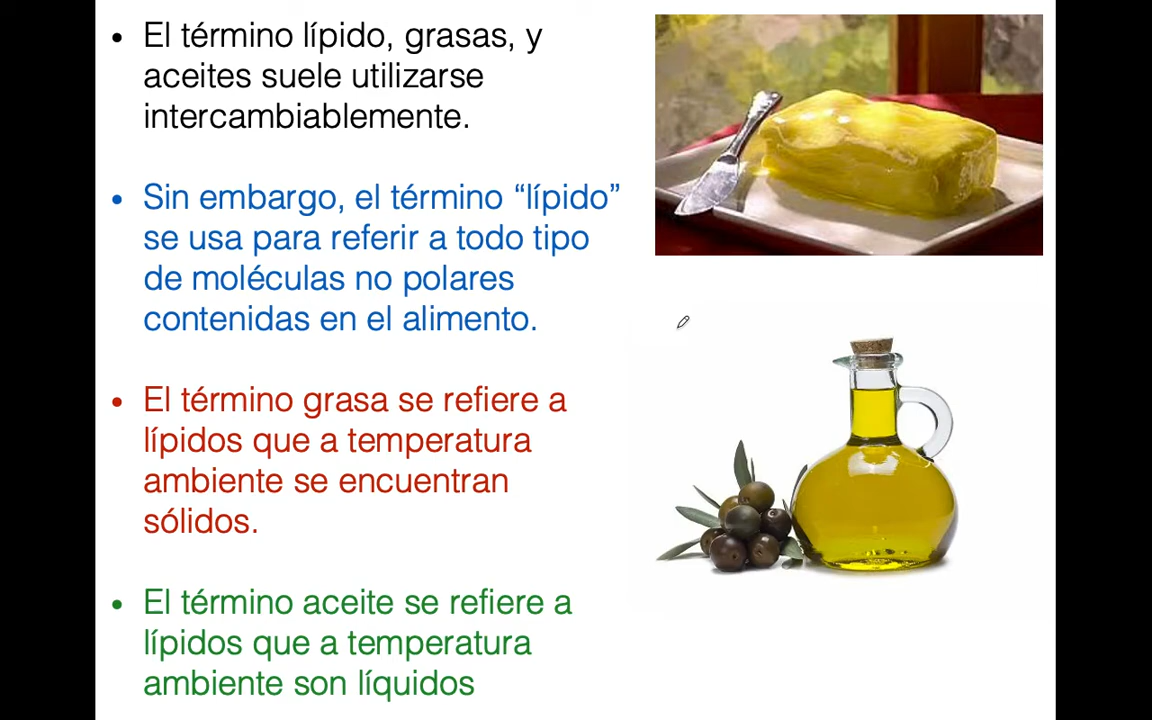 • El término lípido, grasas, y
aceites suele utilizarse
intercambiablemente.
• Sin embargo, el término “lípido”
se usa para referir a todo tipo
de moléculas no polares
contenidas en el alimento.
• El término grasa se refiere a
lípidos que a temperatura
ambiente se encuentran
sólidos.
• El término aceite se refiere a
lípidos que a temperatura
ambiente son líquidos